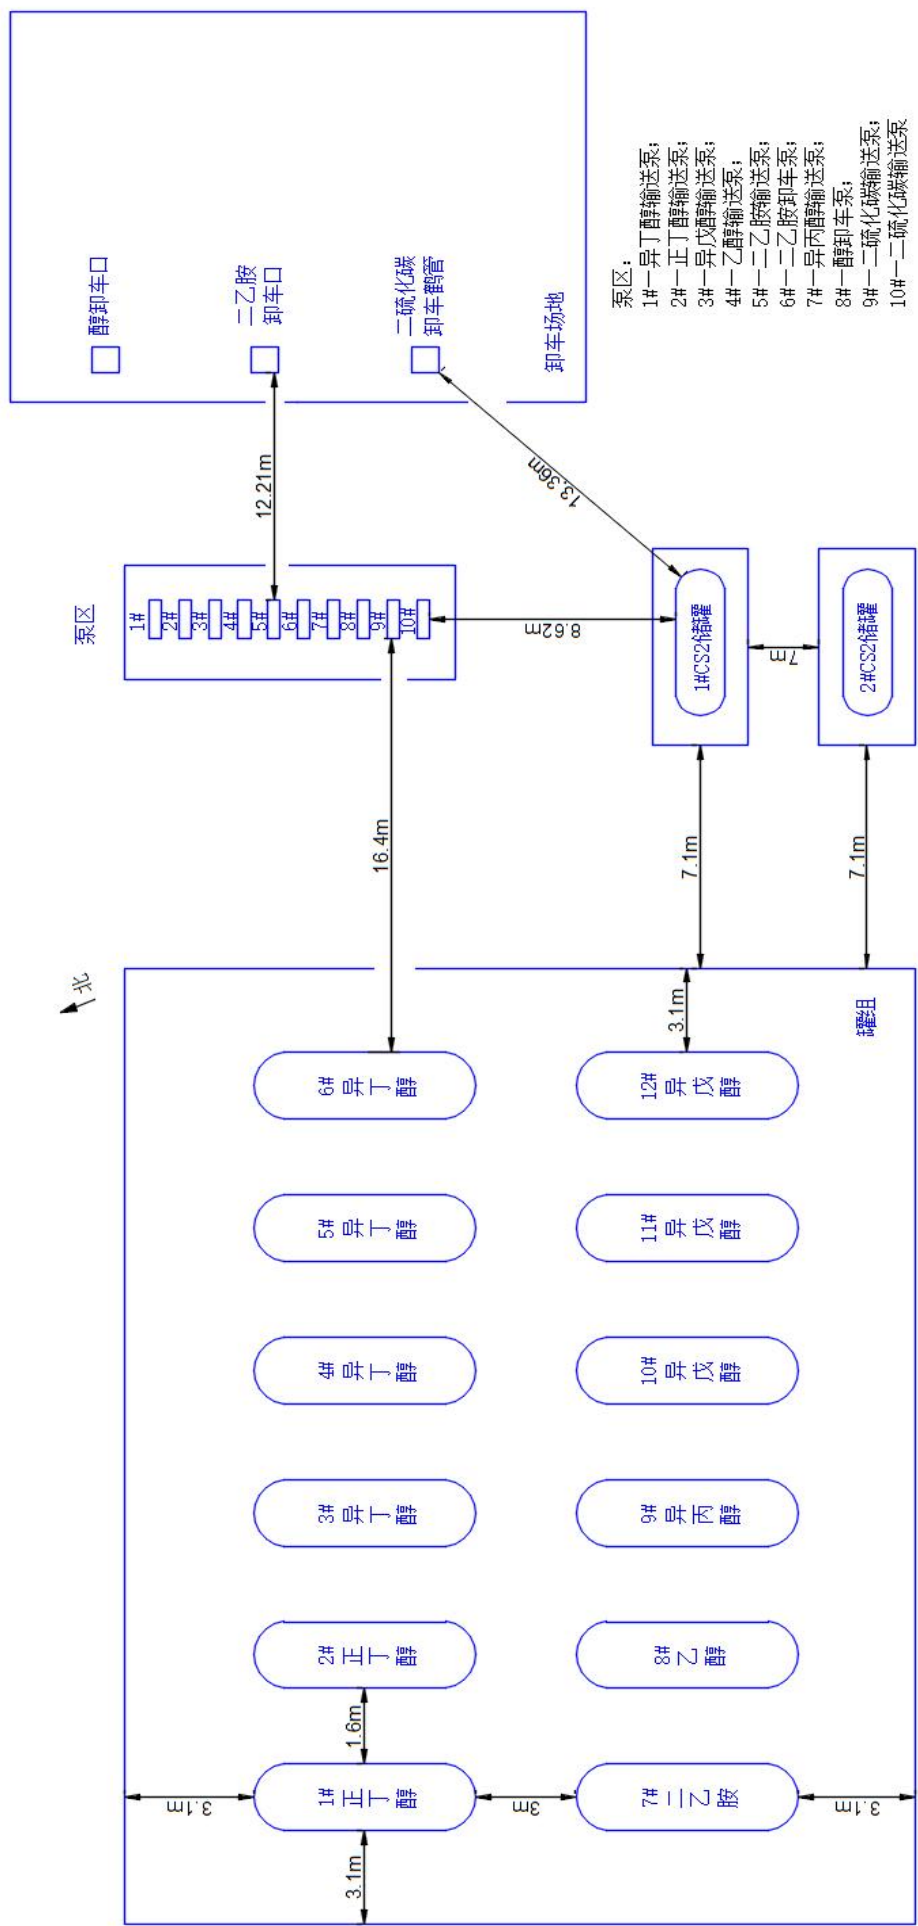 北
醇卸车口
二乙胺
卸车口
二硫化碳
卸车鹤管
卸车场地
12.21m
13.36m
泵区
1#
2#
3#
4#
5#
6#
7#
8#
9#
10#
泵区：
1#—异丁醇输送泵；
2#—正丁醇输送泵；
3#—异戊醇输送泵；
4#—乙醇输送泵；
5#—二乙胺输送泵；
6#—二乙胺卸车泵；
7#—异丙醇输送泵；
8#—醇卸车泵；
9#—二硫化碳输送泵；
10#—二硫化碳输送泵
8.62m
1#CS2储罐
7m
2#CS2储罐
16.4m
7.1m
7.1m
3.1m
罐组
6#
异丁醇
12#
异戊醇
5#
异丁醇
11#
异戊醇
4#
异丁醇
10#
异戊醇
3#
异丁醇
9#
异丙醇
2#
正丁醇
8#
乙醇
1.6m
3.1m
1#
正丁醇
3m
7#
二乙胺
3.1m
3.1m